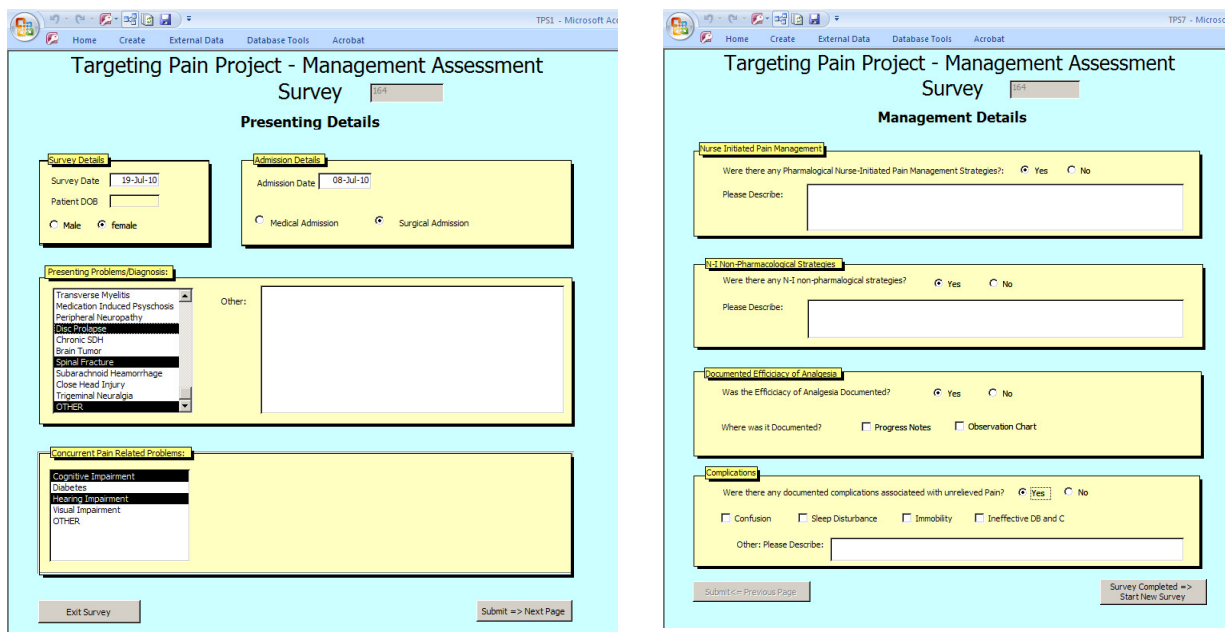 TPS1 - Microsoft Acc
Home Create External Data Database Tools Acrobat
Targeting Pain Project - Management Assessment
Survey 164
Presenting Details
Survey Details
Survey Date 19-Jul-10
Patient DOB
Male female
Admission Details
Admission Date 08-Jul-10
Medical Admission Surgical Admission
Presenting Problems/Diagnosis:
Transverse Myelitis
Medication Induced Psyschosis
Peripheral Neuropathy
Disc Prolapse
Chronic SDH
Brain Tumor
Spinal Fracture
Subarachnoid Heamorrhage
Close Head Injury
Trigeminal Neuralgia
OTHER
Other:
Concurrent Pain Related Problems:
Cognitive Impairment
Diabetes
Hearing Impairment
Visual Impairment
OTHER
Exit Survey Submit => Next Page
TPS7 - Microso
Home Create External Data Database Tools Acrobat
Targeting Pain Project - Management Assessment
Survey 164
Management Details
Nurse Initiated Pain Management
Were there any Pharmalogical Nurse-Initiated Pain Management Strategies?: Yes No
Please Describe:
N-I Non-Pharmacological Strategies
Were there any N-I non-pharmalogical strategies? Yes No
Please Describe:
Documented Efficiciacy of Analgesia
Was the Efficiciacy of Analgesia Documented? Yes No
Where was it Documented? Progress Notes Observation Chart
Complications
Were there any documented complications associateed with unrelieved Pain? Yes No
Confusion Sleep Disturbance Immobility Ineffective DB and C
Other: Please Describe:
Submit<= Previous Page
Survey Completed =>
Start New Survey